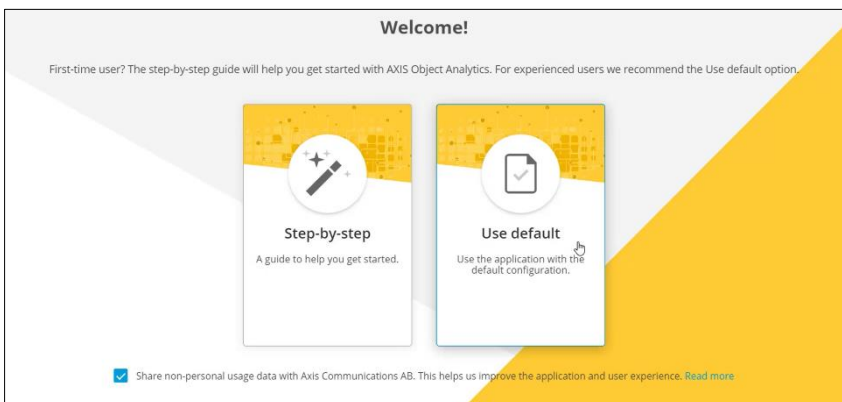 Welcome!
First-time user? The step-by-step guide will help you get started with AXIS Object Analytics. For experienced users we recommend the Use default option.
Step-by-step
A guide to help you get started.
Use default
Use the application with the
default configuration.
Share non-personal usage data with Axis Communications AB. This helps us improve the application and user experience. Read more